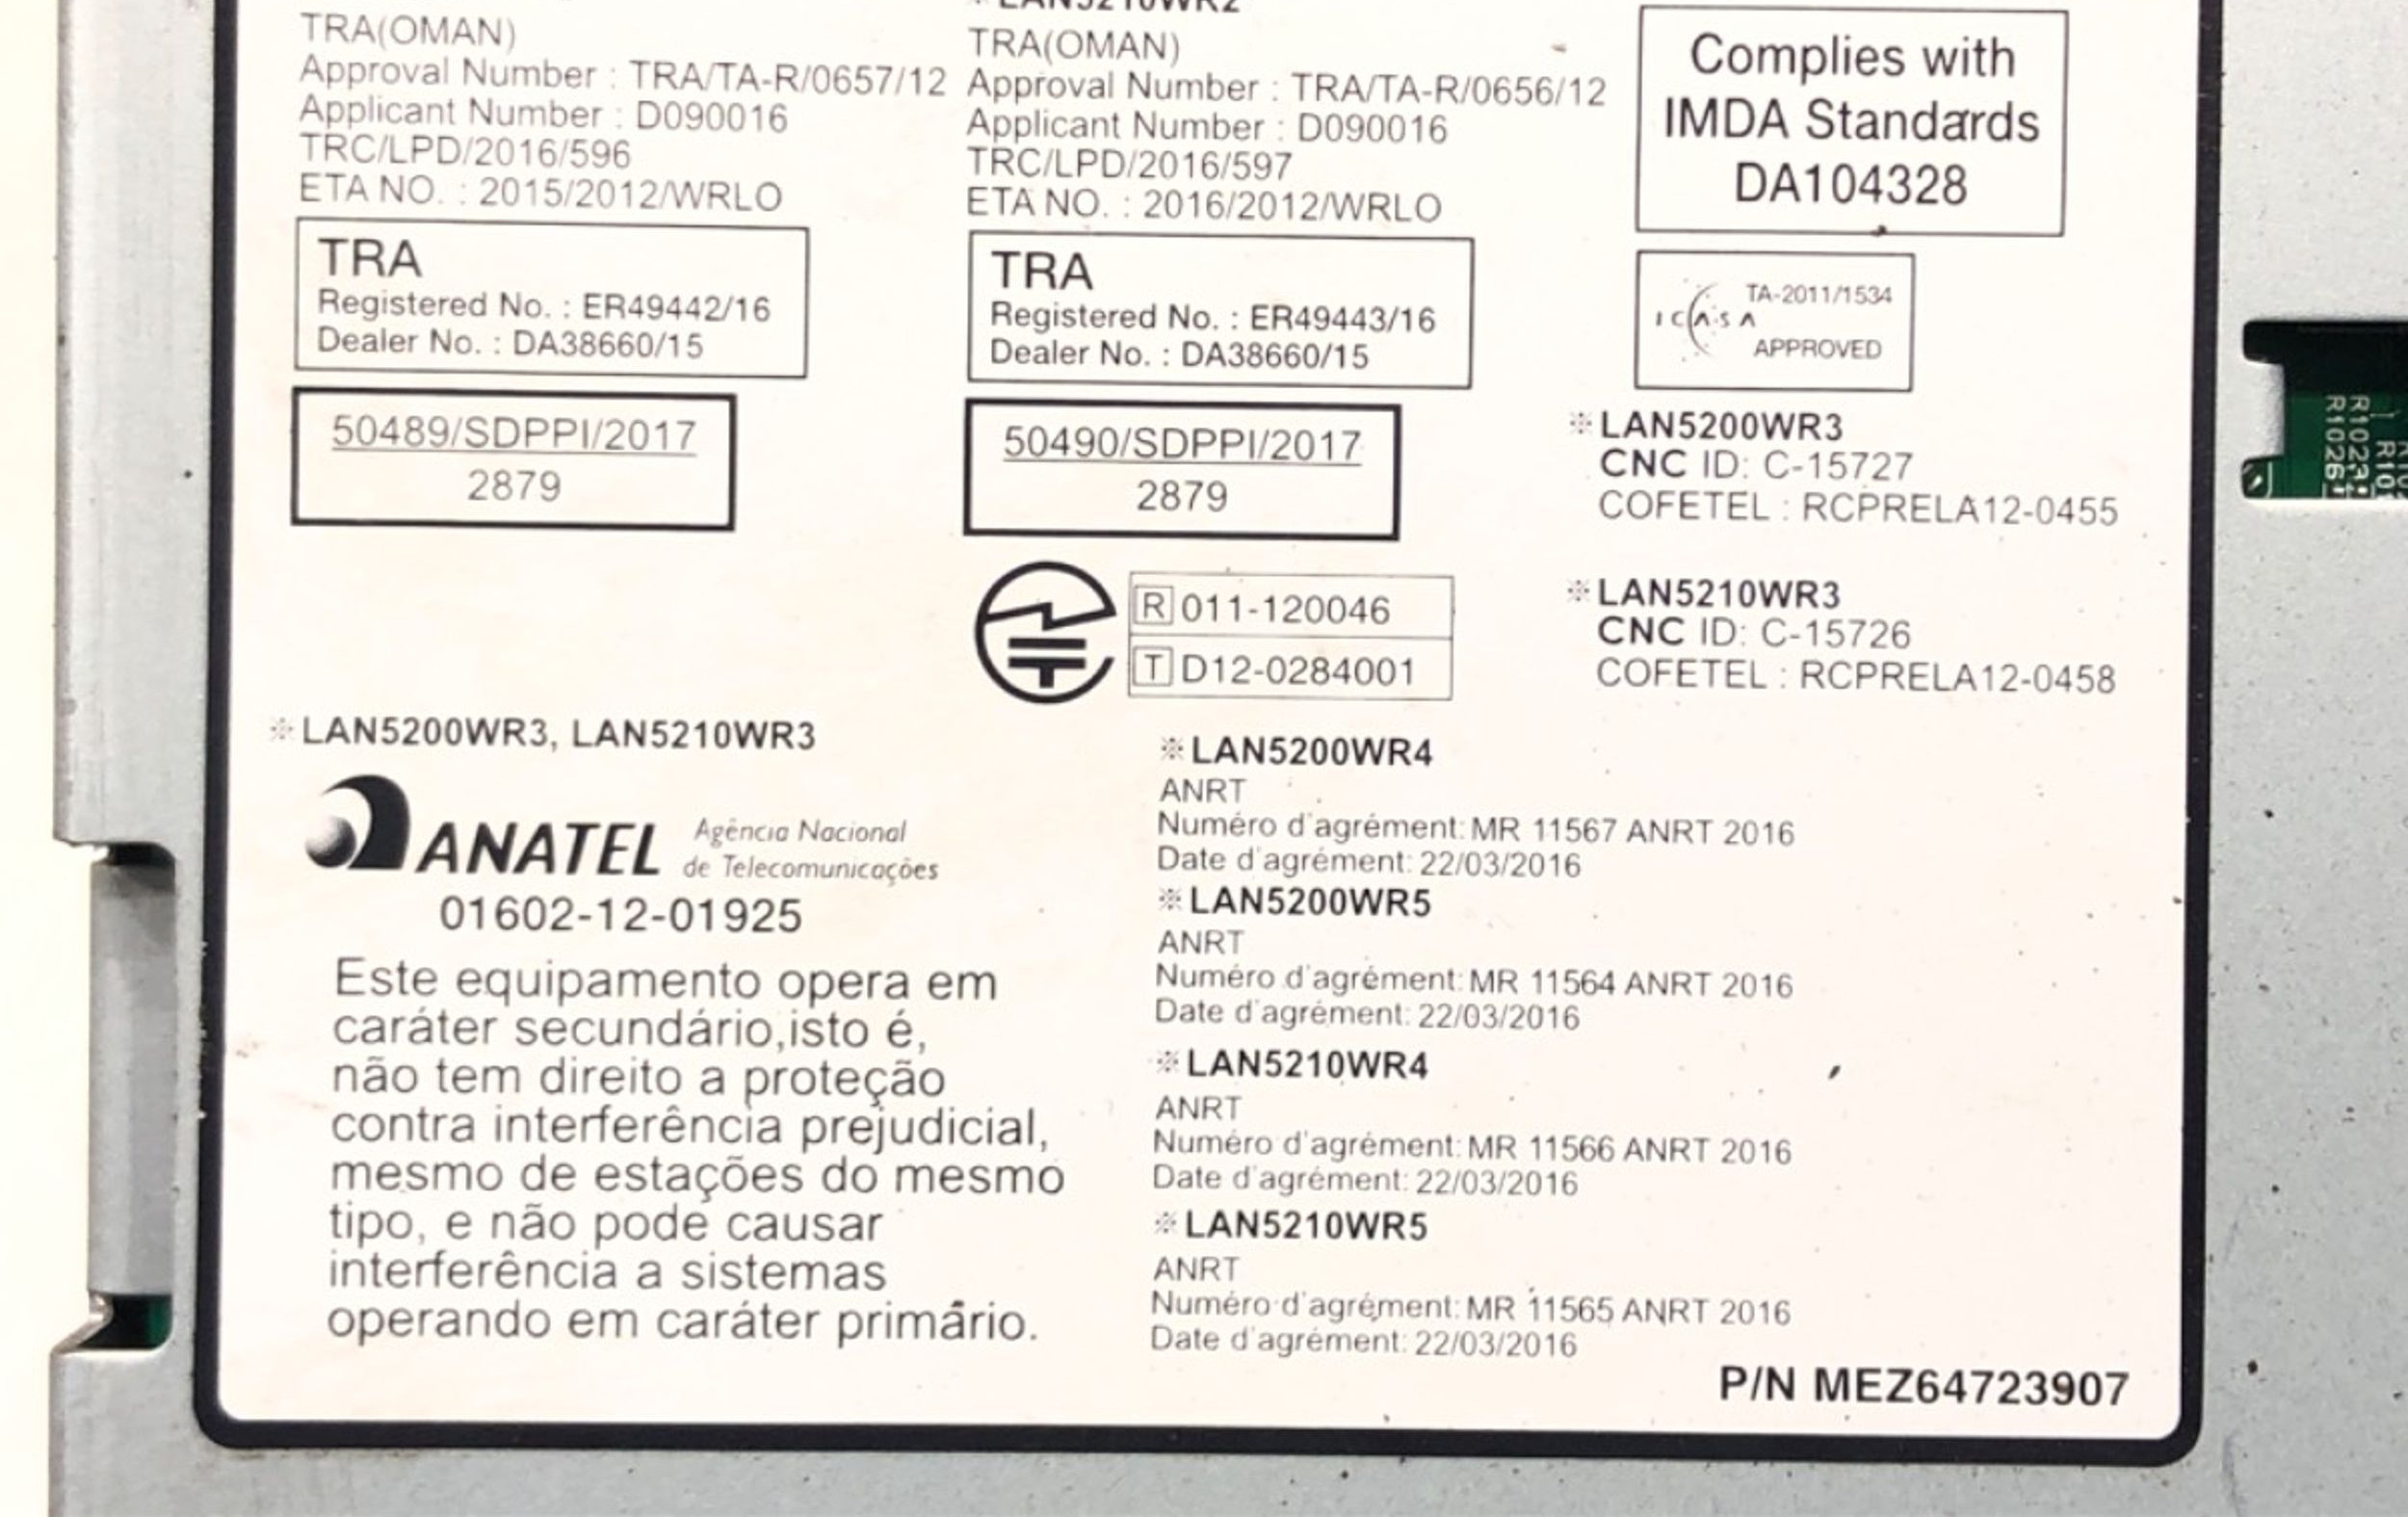 TRA(OMAN)
Approval Number : TRA/TA-R/0657/12
Applicant Number : D090016
TRC/LPD/2016/596
ETA NO. : 2015/2012/WRLO
TRA
Registered No. : ER49442/16
Dealer No. : DA38660/15
50489/SDPPI/2017
2879
※LAN5210WR2
TRA(OMAN)
Approval Number : TRA/TA-R/0656/12
Applicant Number : D090016
TRC/LPD/2016/597
ETA NO. : 2016/2012/WRLO
TRA
Registered No. : ER49443/16
Dealer No. : DA38660/15
50490/SDPPI/2017
2879
R 011-120046
T D12-0284001
Complies with
IMDA Standards
DA104328
ICASA
TA-2011/1534
APPROVED
※LAN5200WR3
CNC ID: C-15727
COFETEL : RCPRELA12-0455
※LAN5210WR3
CNC ID: C-15726
COFETEL : RCPRELA12-0458
※LAN5200WR3, LAN5210WR3
ANATEL
Agência Nacional
de Telecomunicações
01602-12-01925
Este equipamento opera em
caráter secundário,isto é,
não tem direito a proteção
contra interferência prejudicial,
mesmo de estações do mesmo
tipo, e não pode causar
interferência a sistemas
operando em caráter primário.
※LAN5200WR4
ANRT
Numéro d'agrément: MR 11567 ANRT 2016
Date d'agrément: 22/03/2016
※LAN5200WR5
ANRT
Numéro d'agrément: MR 11564 ANRT 2016
Date d'agrément: 22/03/2016
※LAN5210WR4
ANRT
Numéro d'agrément: MR 11566 ANRT 2016
Date d'agrément: 22/03/2016
※LAN5210WR5
ANRT
Numéro d'agrément: MR 11565 ANRT 2016
Date d'agrément: 22/03/2016
P/N MEZ64723907